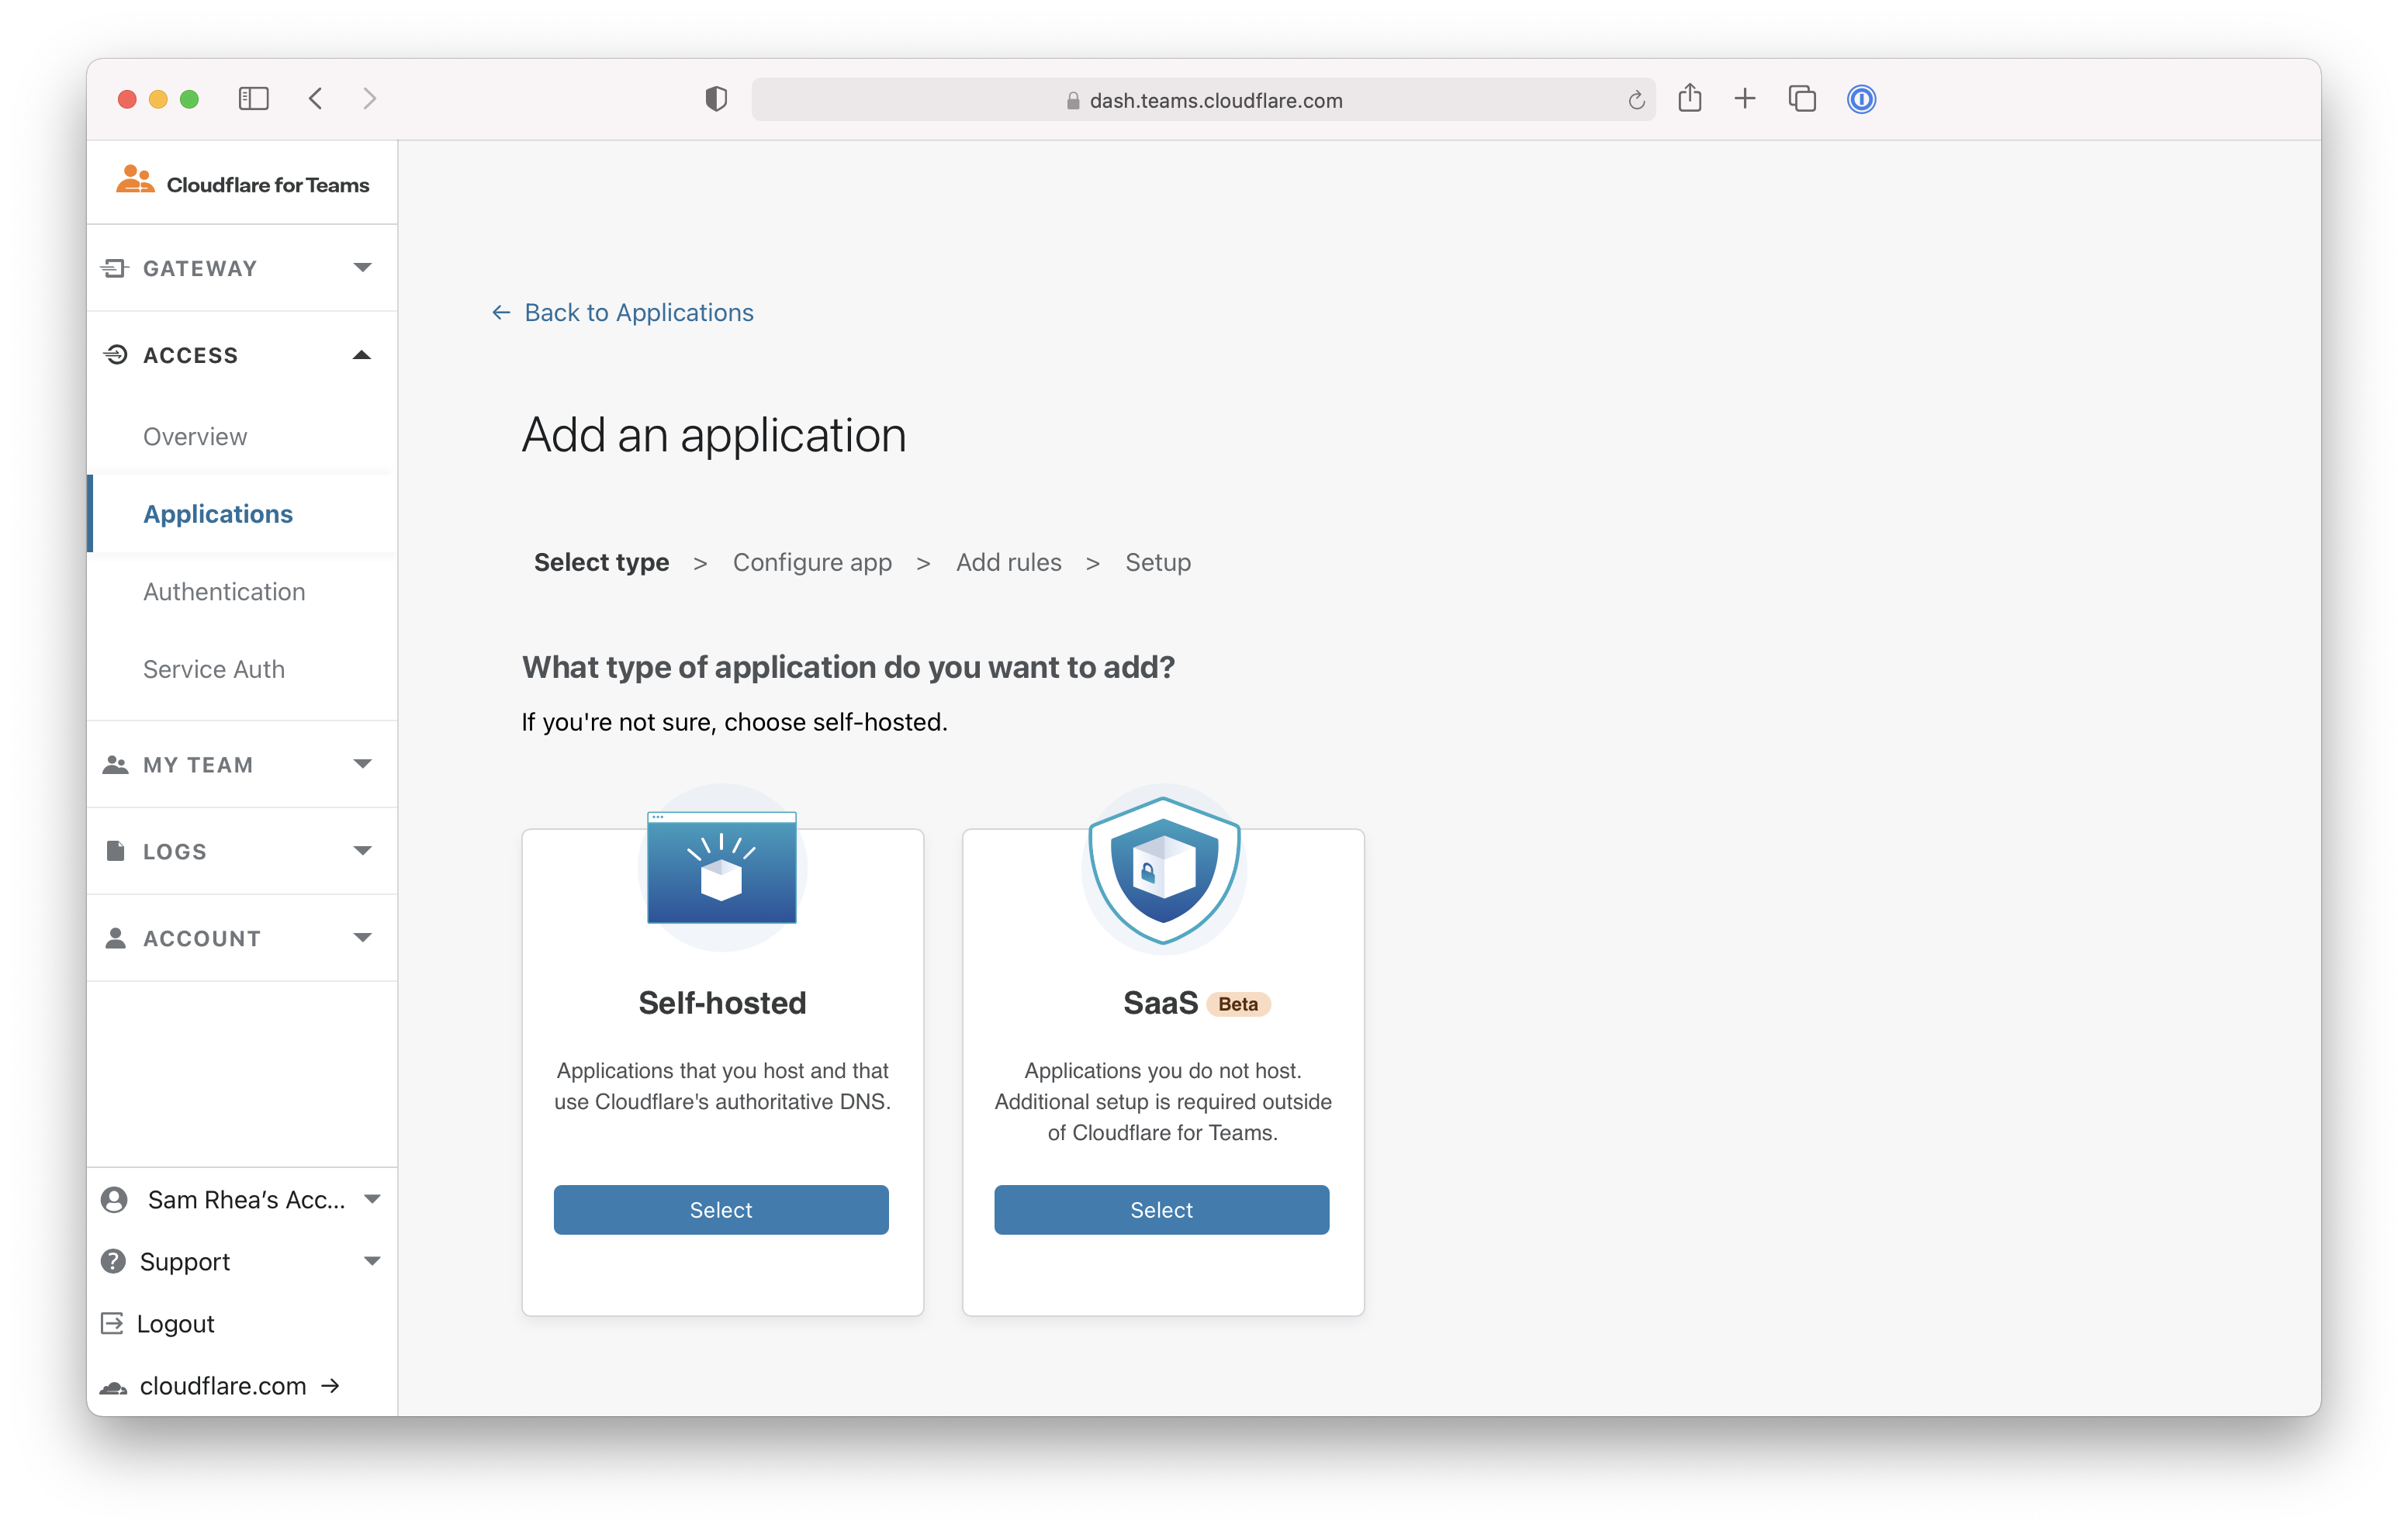 dash.teams.cloudflare.com
Cloudflare for Teams
GATEWAY
ACCESS
Overview
Applications
Authentication
Service Auth
MY TEAM
LOGS
ACCOUNT
Sam Rhea's Acc...
Support
Logout
cloudflare.com →
← Back to Applications
Add an application
Select type > Configure app > Add rules > Setup
What type of application do you want to add?
If you're not sure, choose self-hosted.
Self-hosted
Applications that you host and that
use Cloudflare's authoritative DNS.
Select
SaaS Beta
Applications you do not host.
Additional setup is required outside
of Cloudflare for Teams.
Select